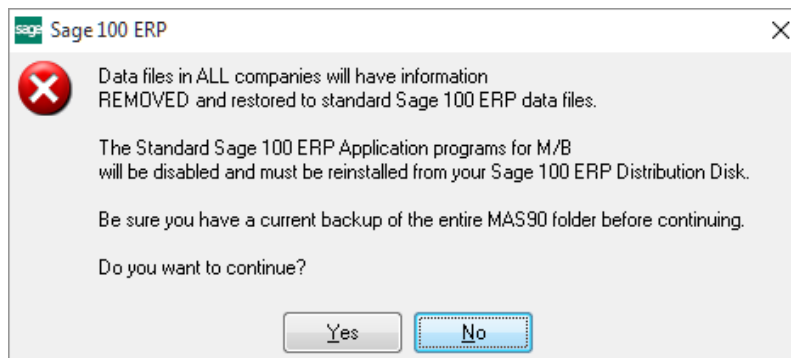 sage Sage 100 ERP
Data files in ALL companies will have information
REMOVED and restored to standard Sage 100 ERP data files.
The Standard Sage 100 ERP Application programs for M/B
will be disabled and must be reinstalled from your Sage 100 ERP Distribution Disk.
Be sure you have a current backup of the entire MAS90 folder before continuing.
Do you want to continue?
Yes No